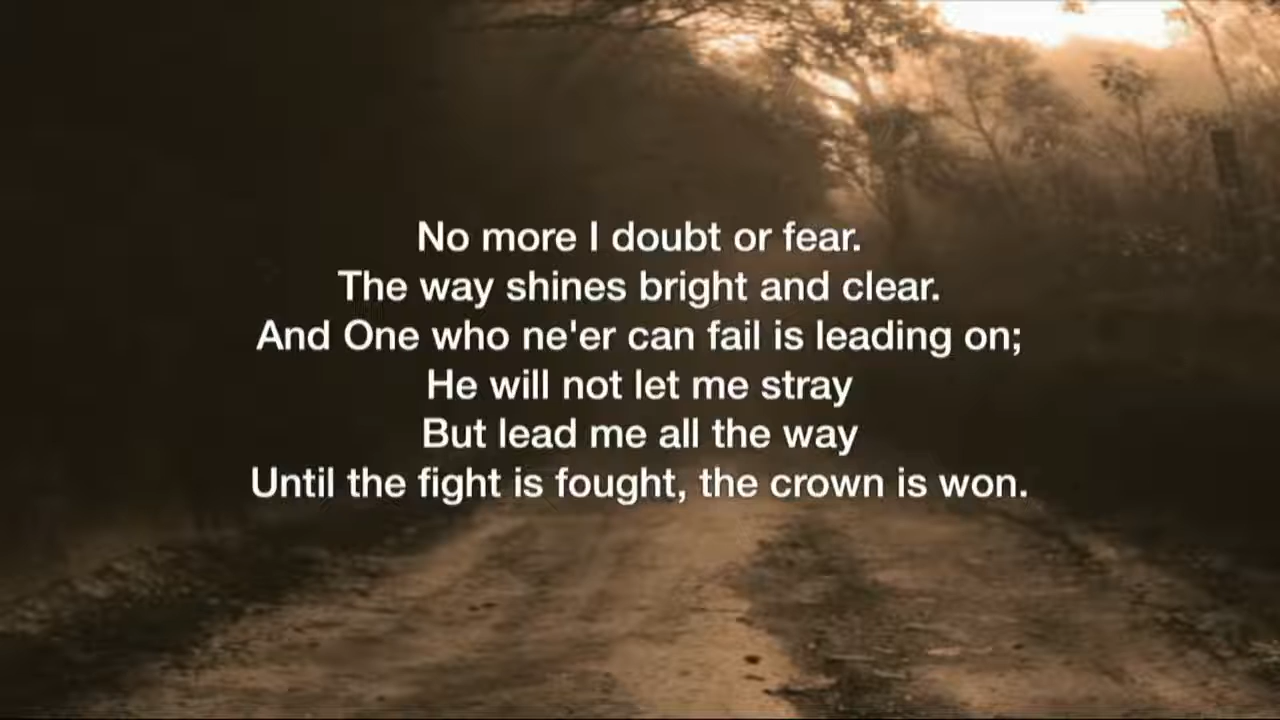 No more I doubt or fear.
The way shines bright and clear.
And One who ne'er can fail is leading on;
He will not let me stray
But lead me all the way
Until the fight is fought, the crown is won.